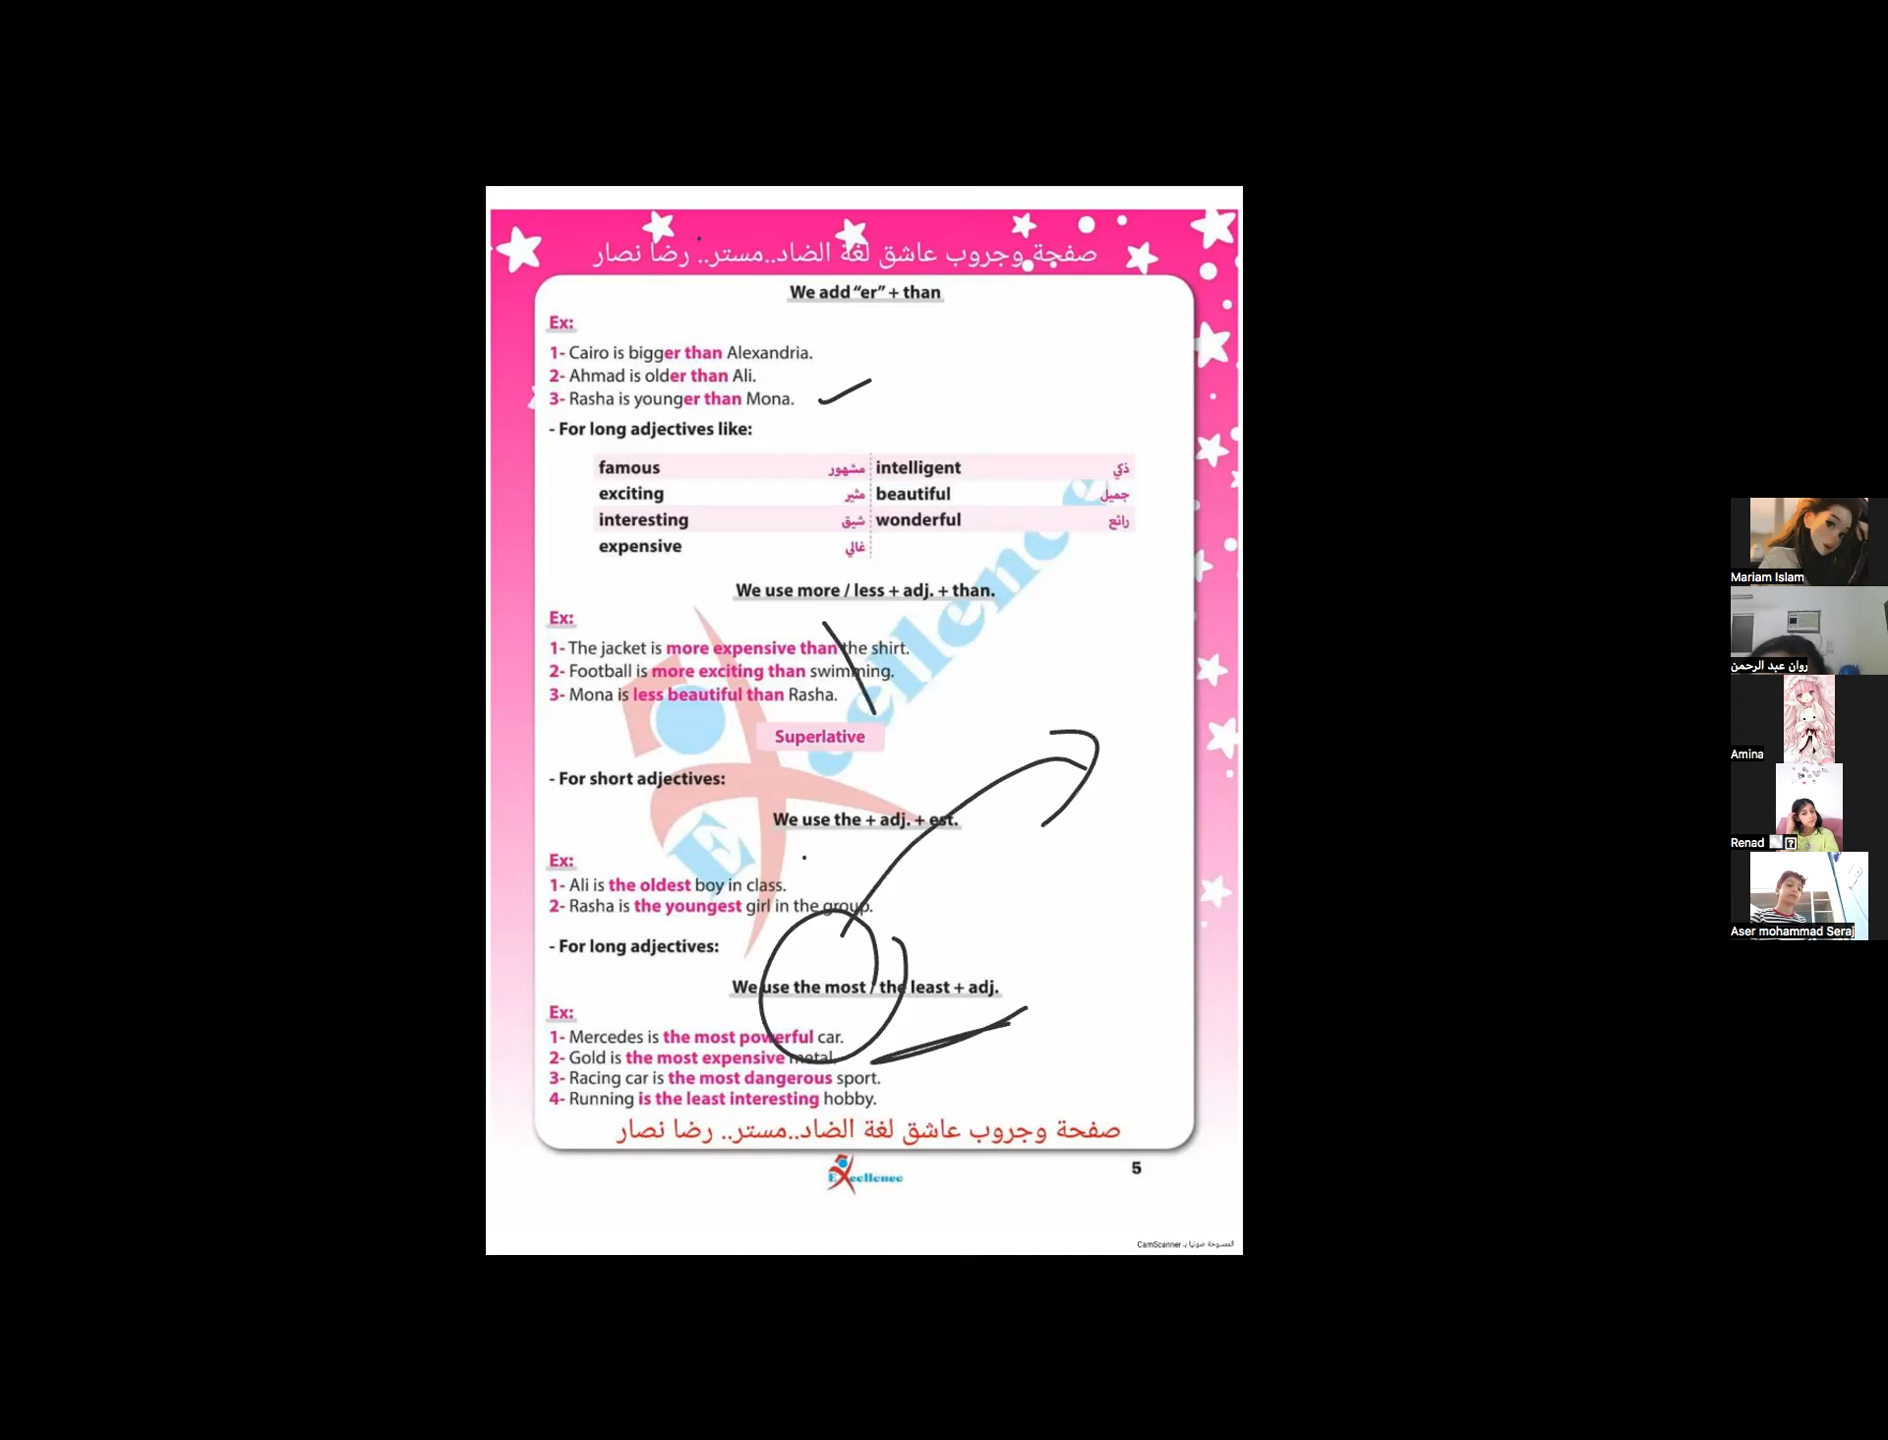 صفحة وجروب عاشق لغة الضاد..مستر.. رضا نصار
We add “er” + than
Ex:
1- Cairo is bigger than Alexandria.
2- Ahmad is older than Ali.
3- Rasha is younger than Mona.
- For long adjectives like:
famous مشهور intelligent ذكي
exciting مثير beautiful جميل
interesting شيق wonderful رائع
expensive غالي
We use more / less + adj. + than.
Ex:
1- The jacket is more expensive than the shirt.
2- Football is more exciting than swimming.
3- Mona is less beautiful than Rasha.
Superlative
- For short adjectives:
We use the + adj. + est.
Ex:
1- Ali is the oldest boy in class.
2- Rasha is the youngest girl in the group.
- For long adjectives:
We use the most / the least + adj.
Ex:
1- Mercedes is the most powerful car.
2- Gold is the most expensive metal.
3- Racing car is the most dangerous sport.
4- Running is the least interesting hobby.
صفحة وجروب عاشق لغة الضاد..مستر.. رضا نصار
Excellence
5
الممسوحة ضوئيا بـ CamScanner
Excellence
Mariam Islam
روان عبد الرحمن
Amina
Renad
Aser mohammad Seraj